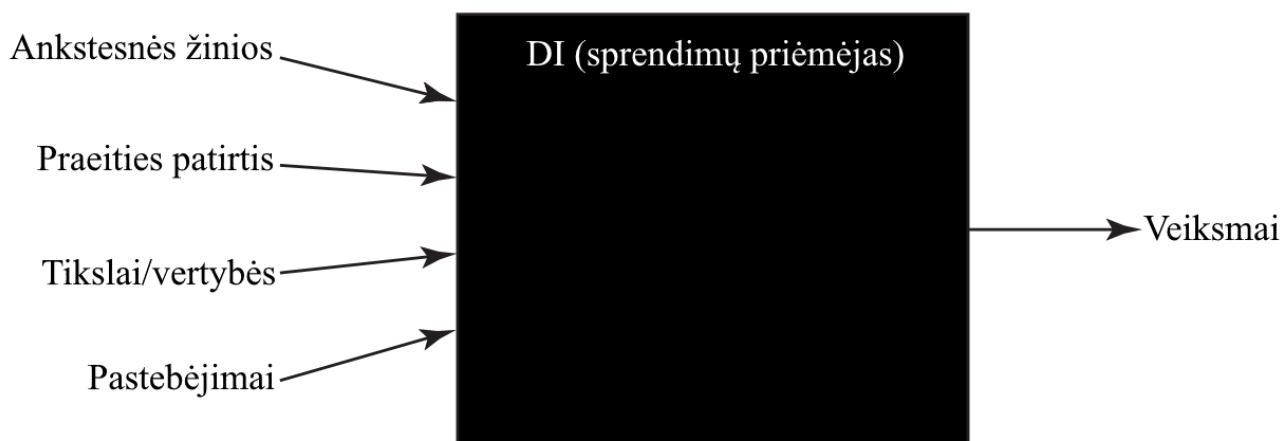 Ankstesnės žinios
Praeities patirtis
Tikslai/vertybės
Pastebėjimai
DI (sprendimų priėmėjas)
Veiksmai